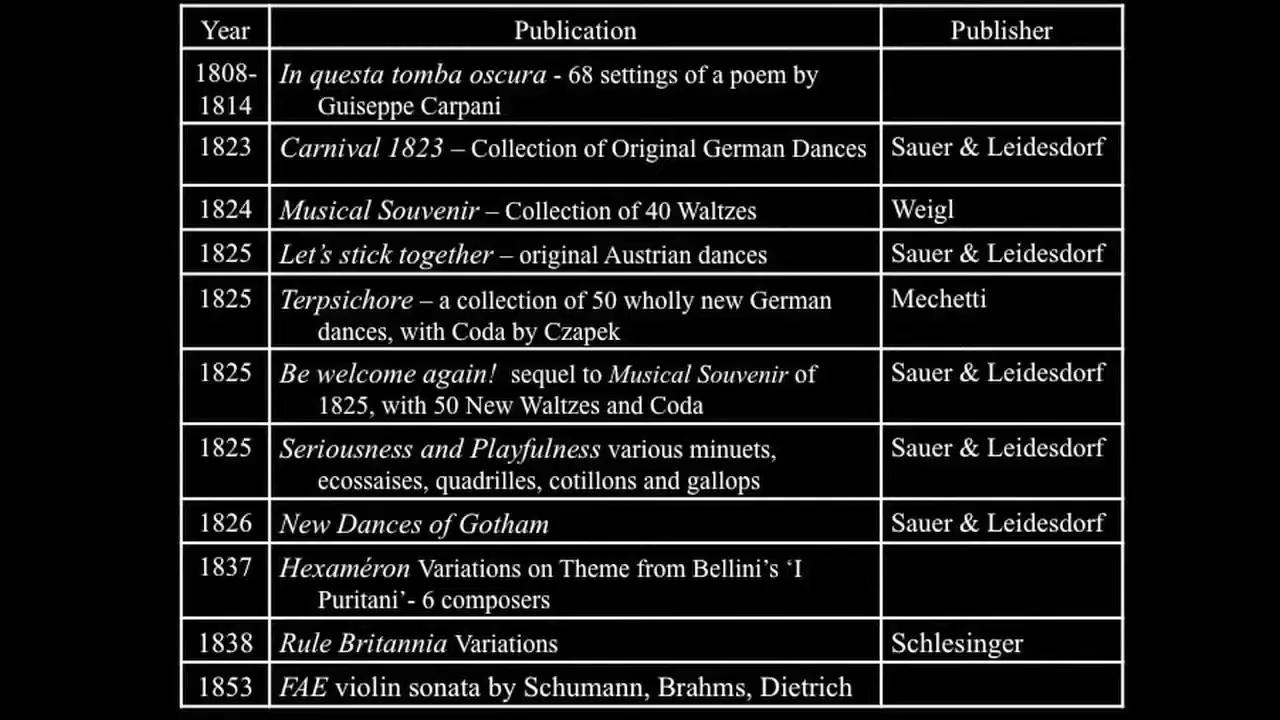 Year Publication Publisher
1808- In questa tomba oscura - 68 settings of a poem by
1814 Guiseppe Carpani
1823 Carnival 1823 – Collection of Original German Dances Sauer & Leidesdorf
1824 Musical Souvenir – Collection of 40 Waltzes Weigl
1825 Let's stick together – original Austrian dances Sauer & Leidesdorf
1825 Terpsichore – a collection of 50 wholly new German Mechetti
dances, with Coda by Czapek
1825 Be welcome again! sequel to Musical Souvenir of Sauer & Leidesdorf
1825, with 50 New Waltzes and Coda
1825 Seriousness and Playfulness various minuets, Sauer & Leidesdorf
ecossaises, quadrilles, cotillons and gallops
1826 New Dances of Gotham Sauer & Leidesdorf
1837 Hexaméron Variations on Theme from Bellini's ‘I
Puritani’- 6 composers
1838 Rule Britannia Variations Schlesinger
1853 FAE violin sonata by Schumann, Brahms, Dietrich